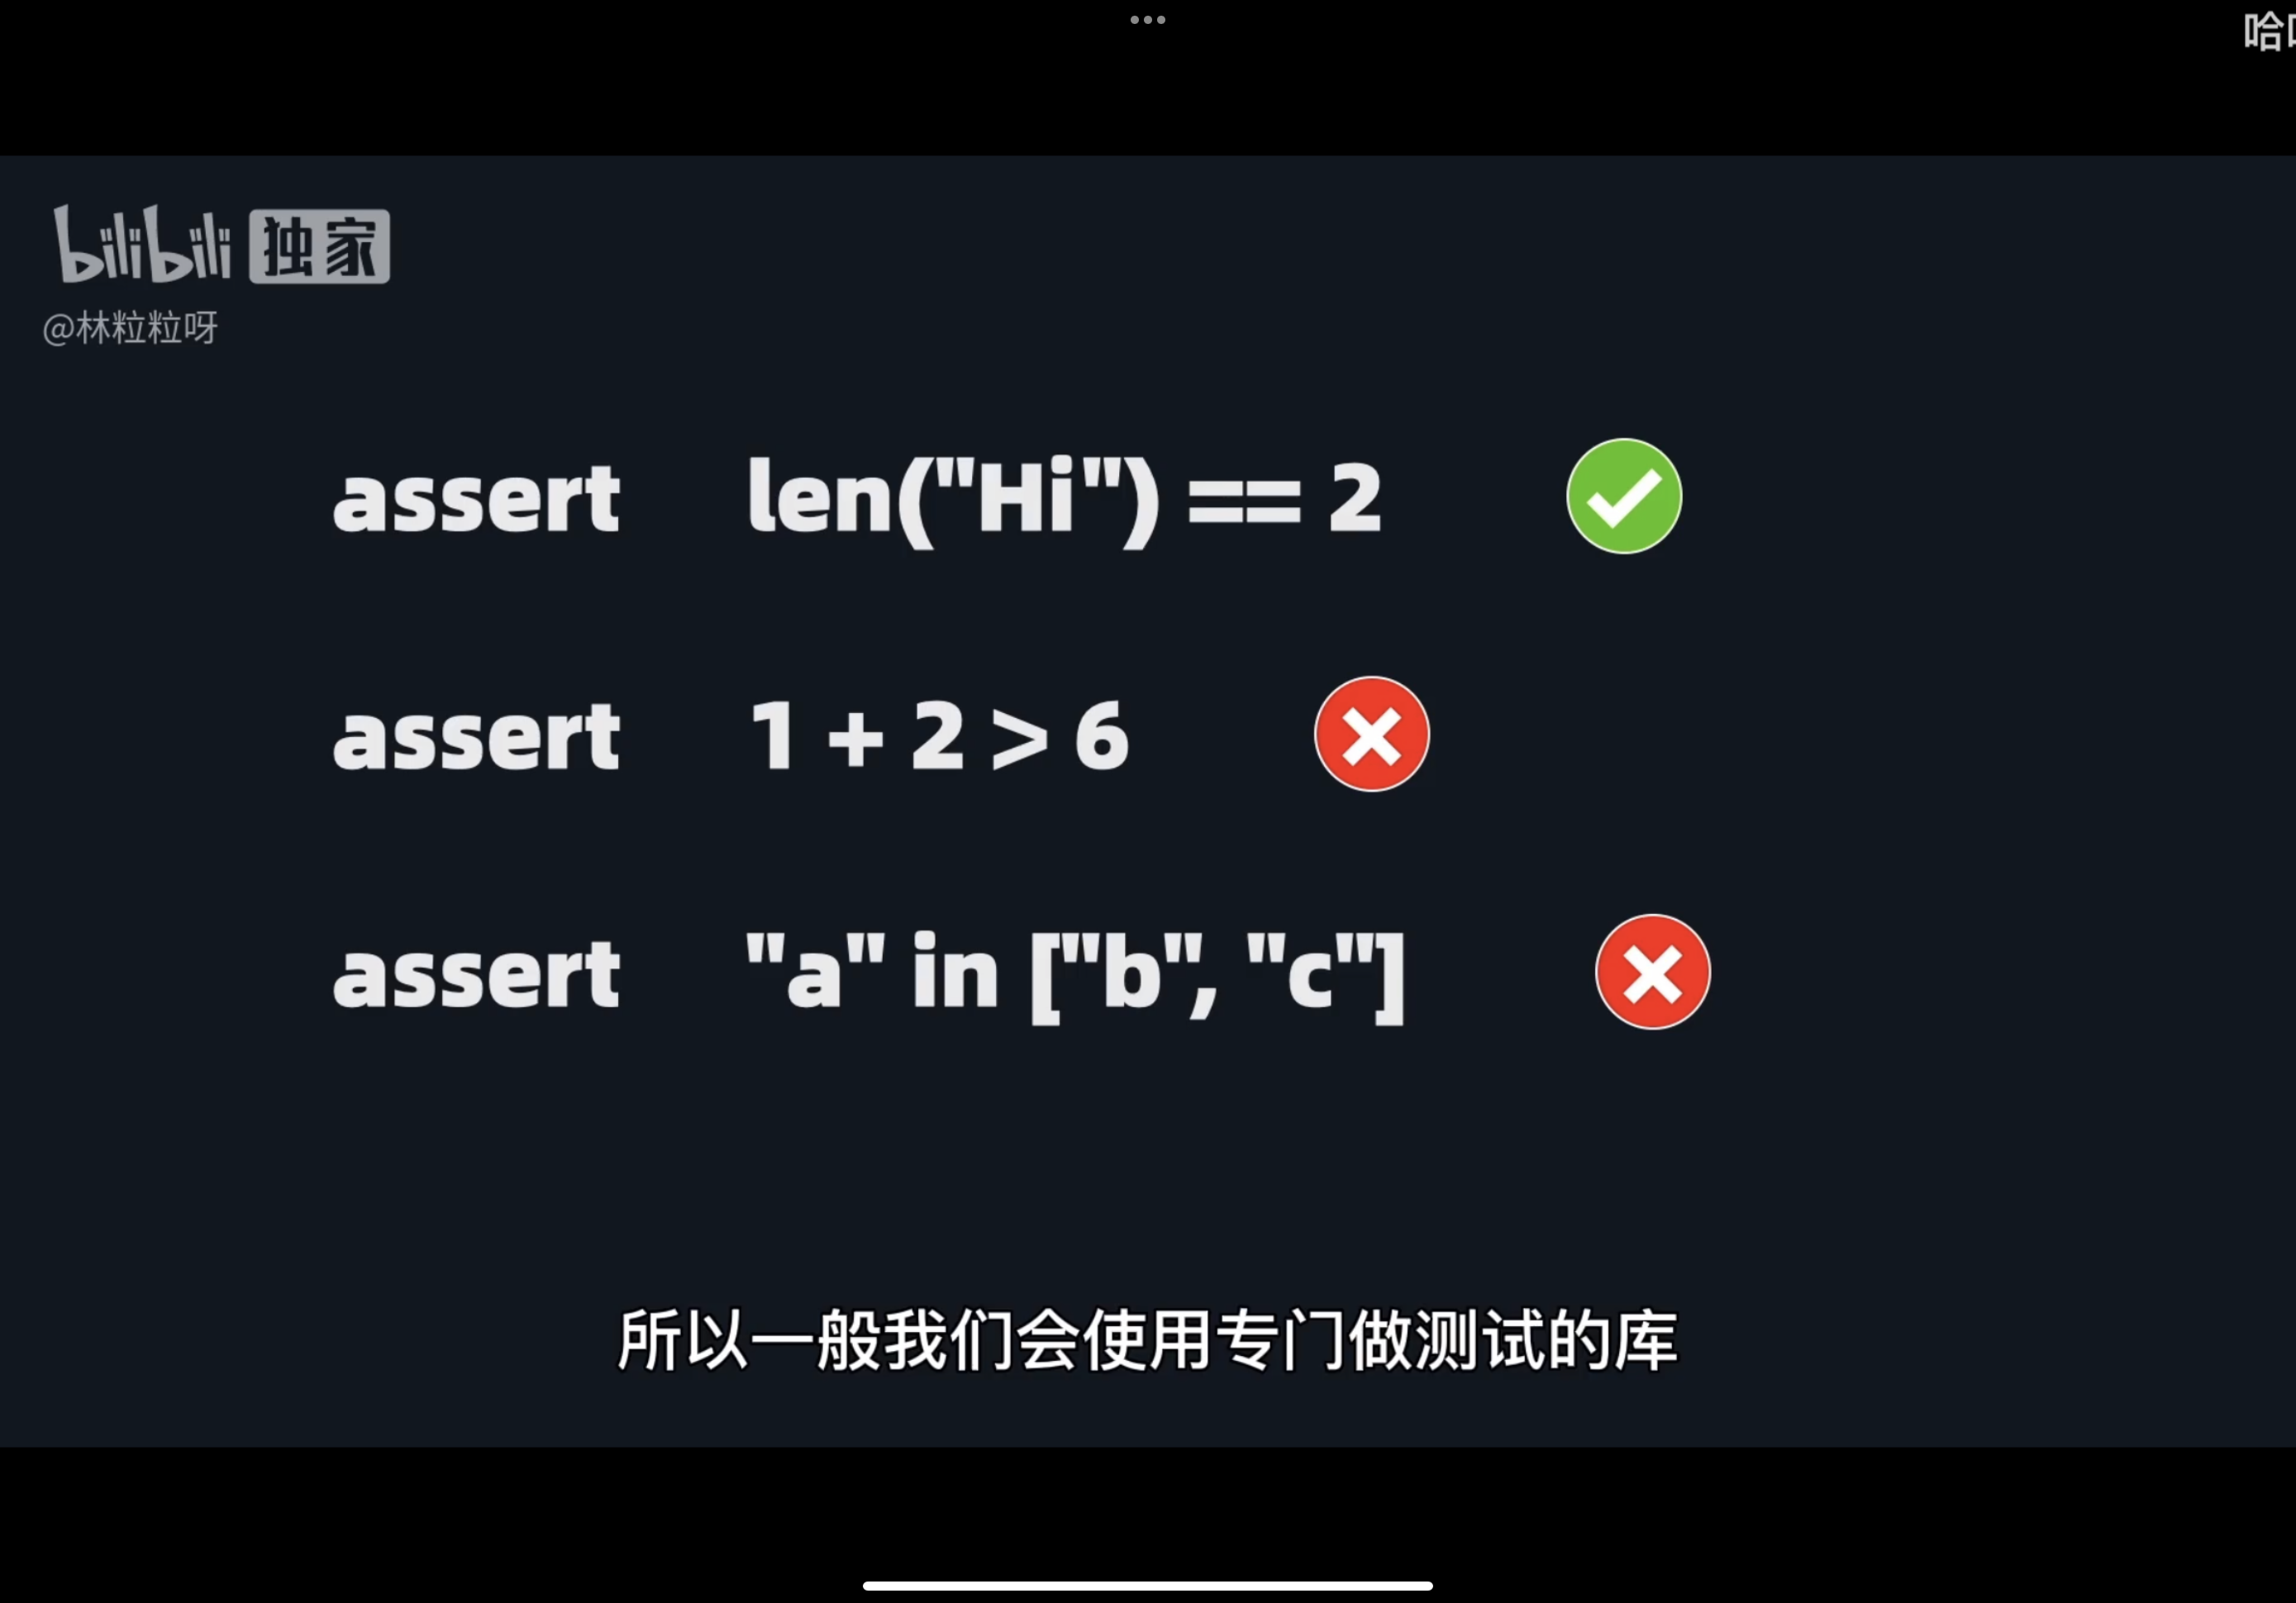 哈
bilibili 独家
@林粒粒呀
assert len("Hi") == 2
assert 1 + 2 > 6
assert "a" in ["b", "c"]
所以一般我们会使用专门做测试的库